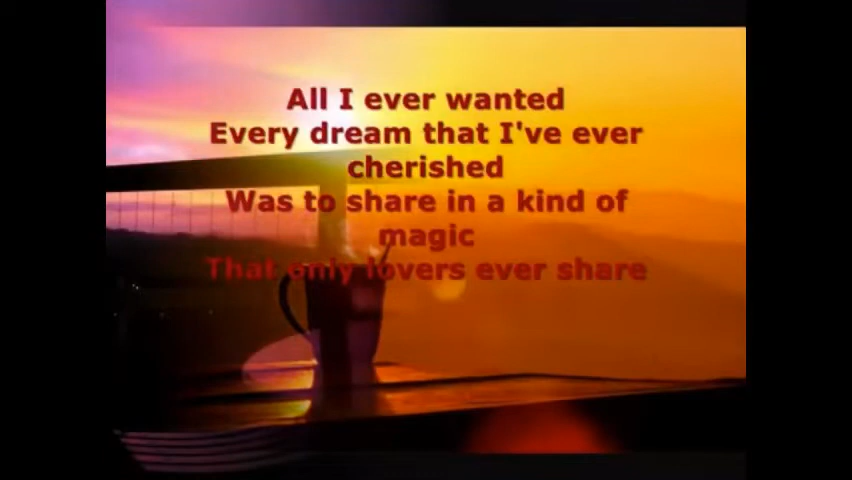 All I ever wanted
Every dream that I've ever
cherished
Was to share in a kind of
magic
That only lovers ever share